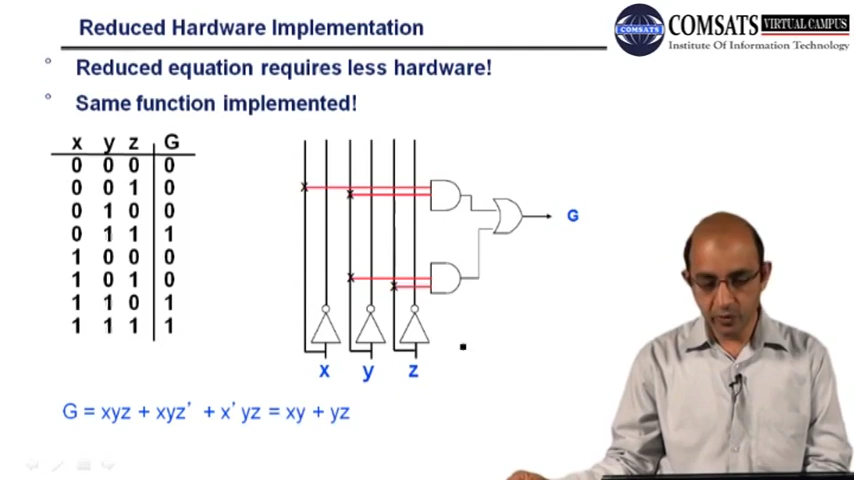 Reduced Hardware Implementation
COMSATS VIRTUAL CAMPUS
Institute Of Information Technology
° Reduced equation requires less hardware!
° Same function implemented!
x y z G
0 0 0 0
0 0 1 0
0 1 0 0
0 1 1 1
1 0 0 0
1 0 1 0
1 1 0 1
1 1 1 1
x x x x
G
x y z
G = xyz + xyz' + x'yz = xy + yz